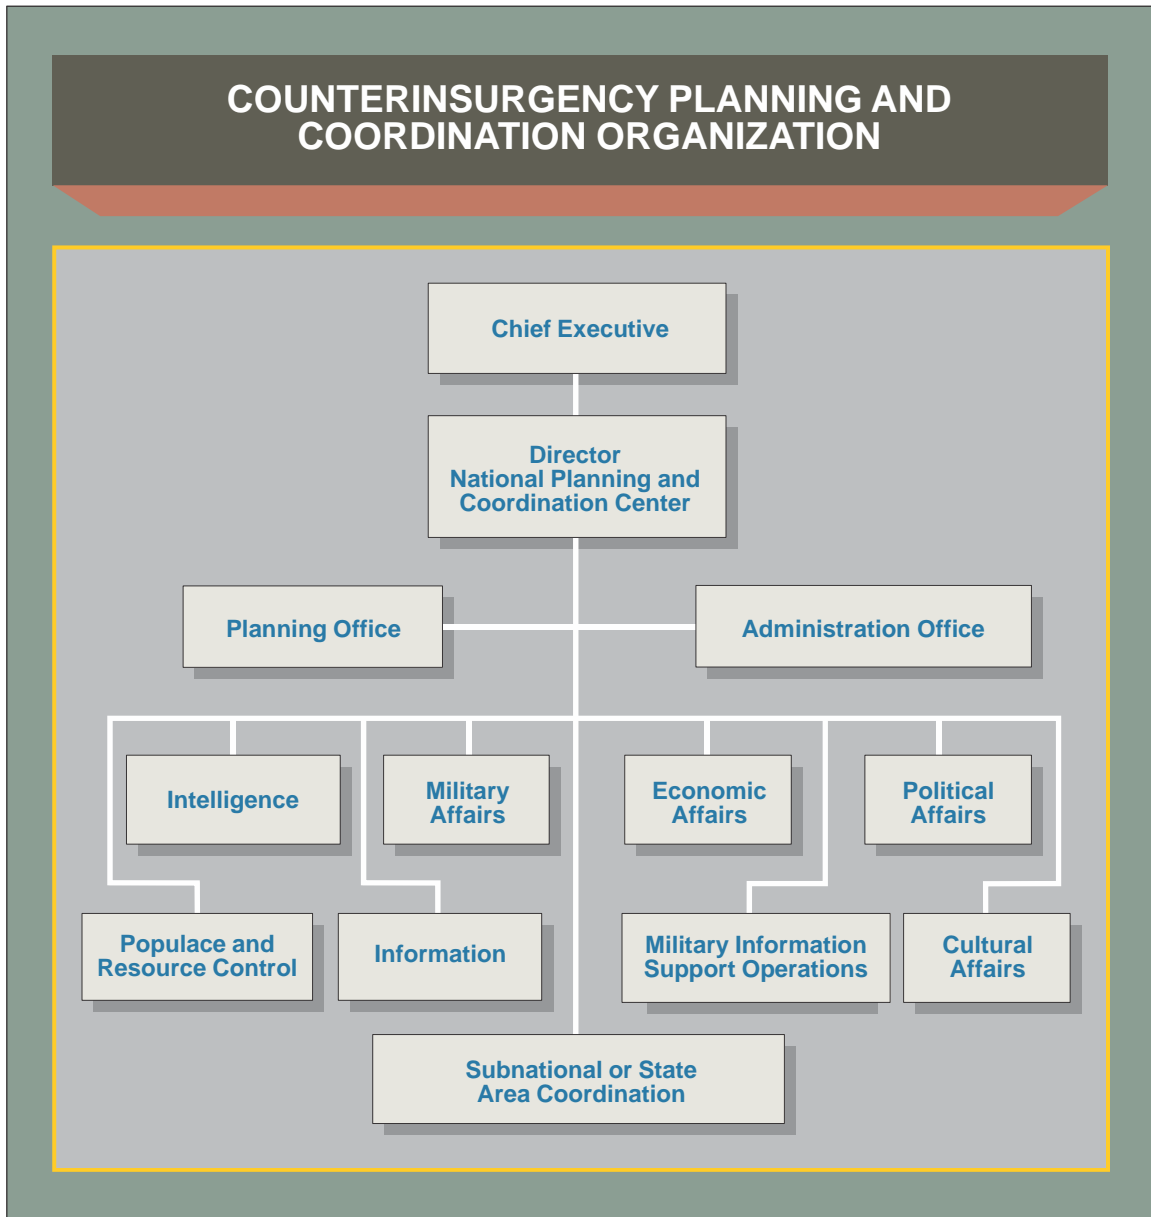 COUNTERINSURGENCY PLANNING AND
COORDINATION ORGANIZATION
Chief Executive
Director
National Planning and
Coordination Center
Planning Office
Administration Office
Intelligence
Military
Affairs
Economic
Affairs
Political
Affairs
Populace and
Resource Control
Information
Military Information
Support Operations
Cultural
Affairs
Subnational or State
Area Coordination